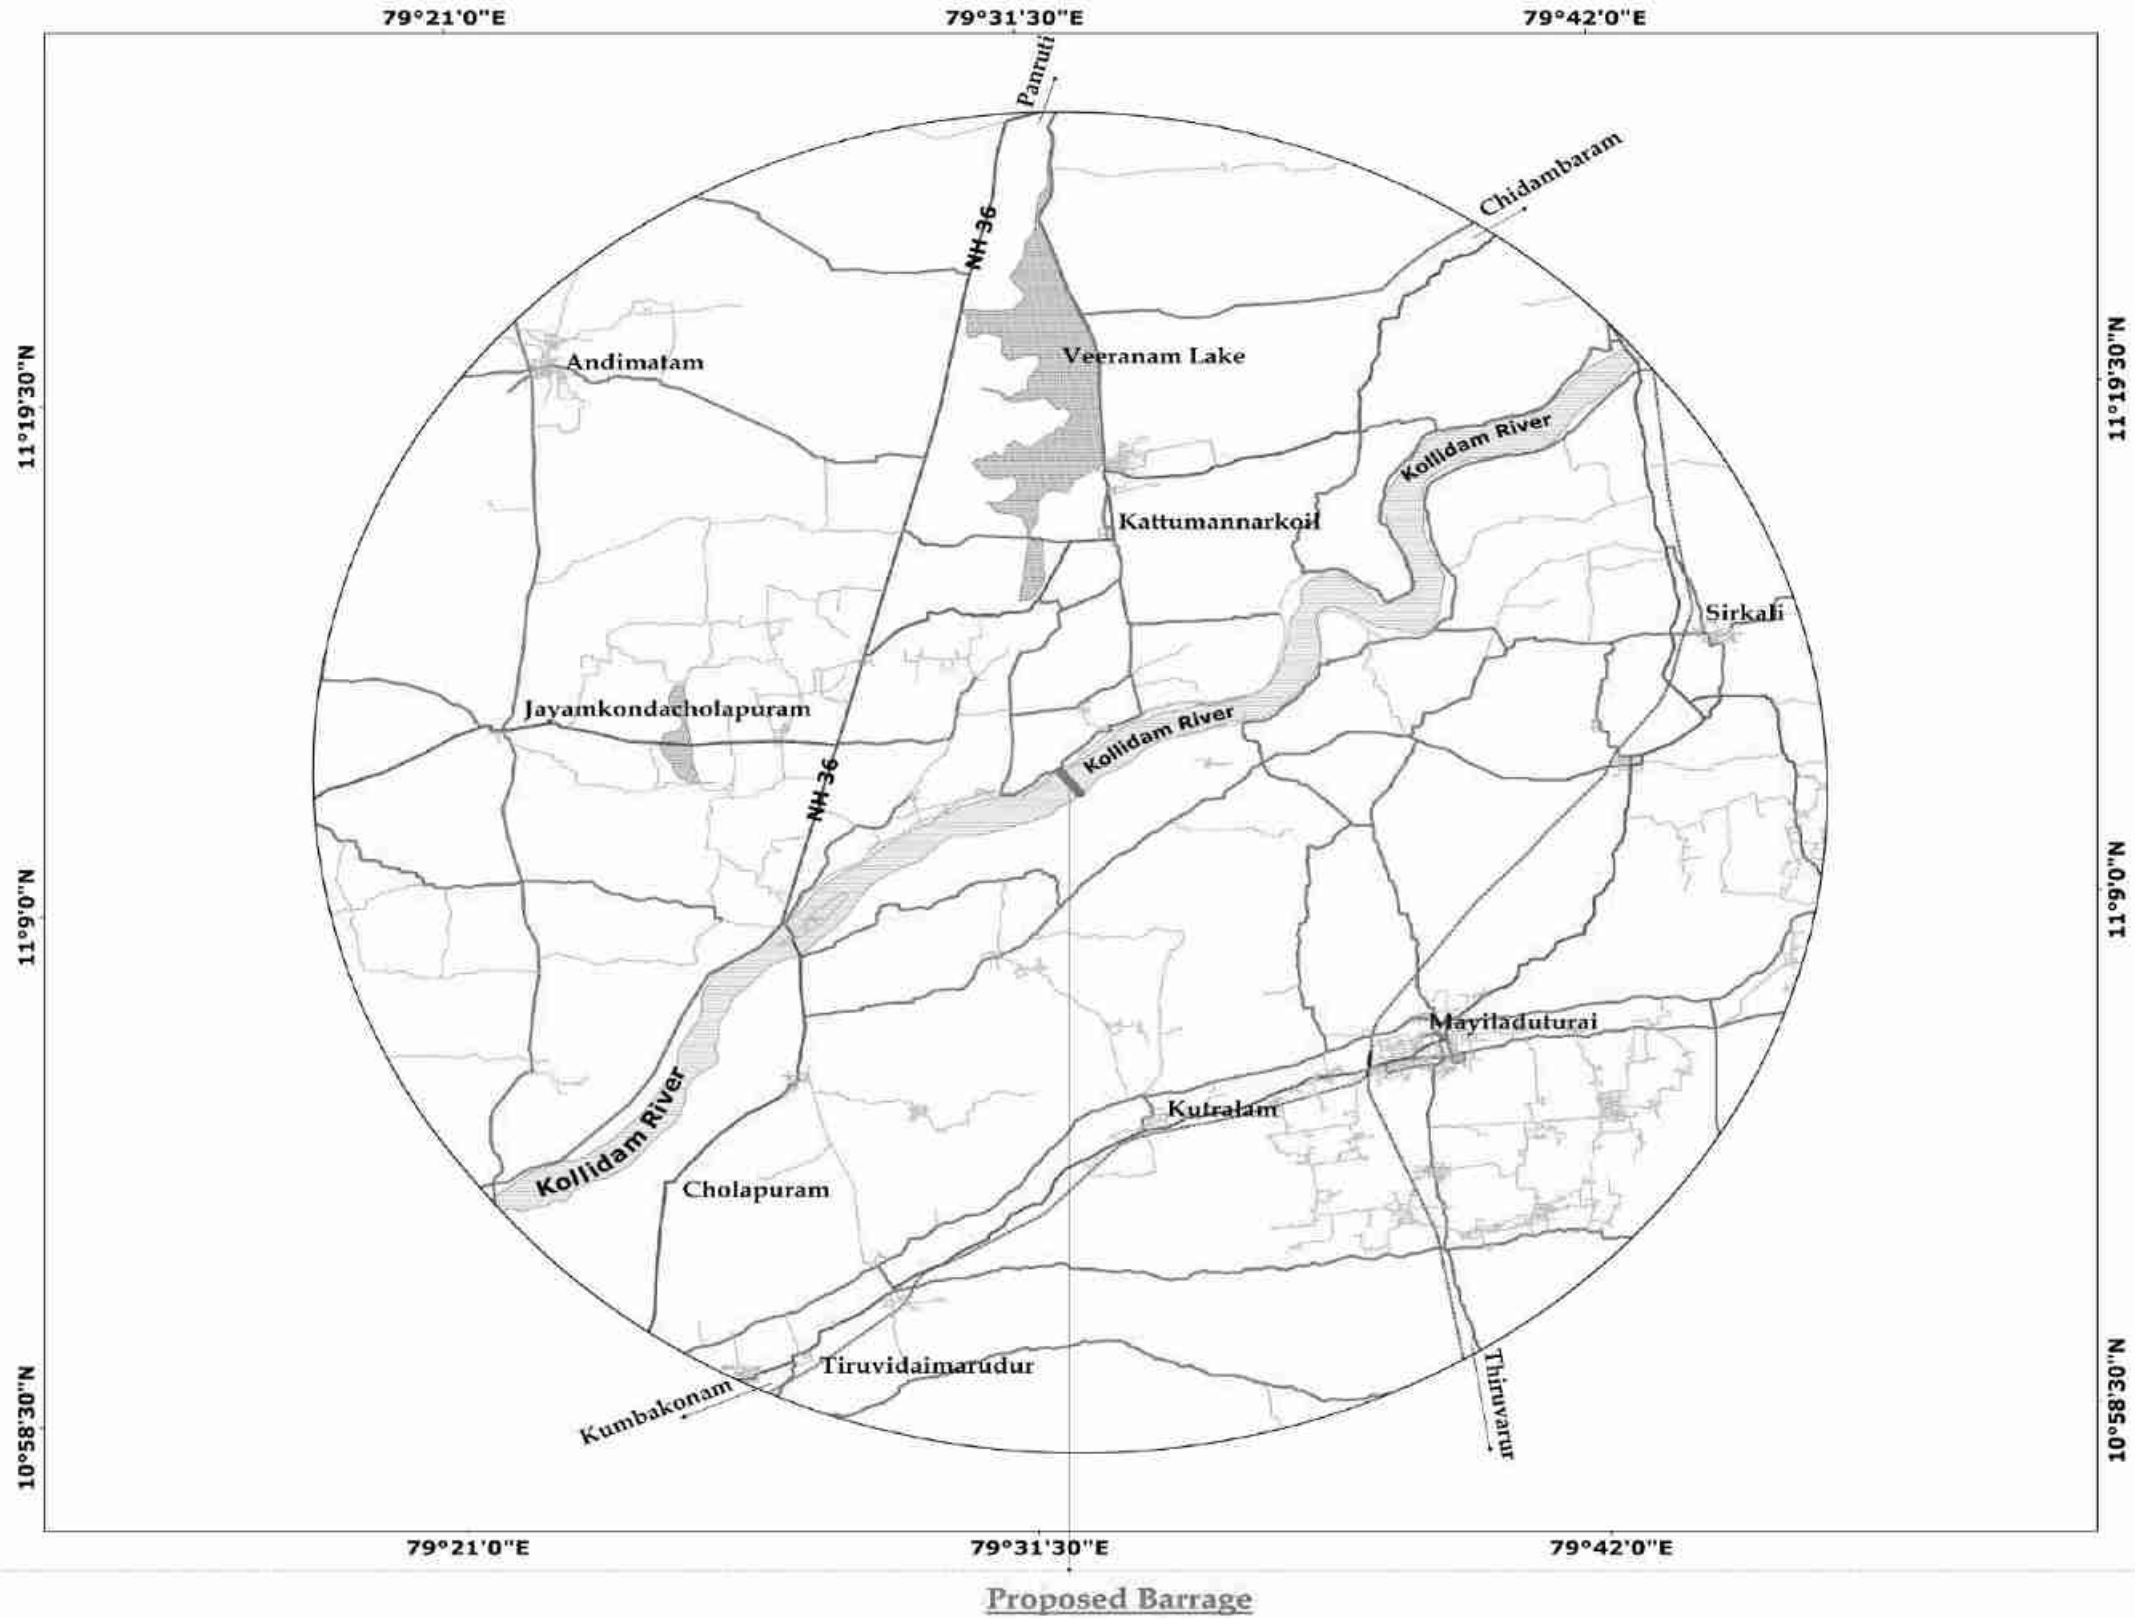 79°21'0"E
79°31'30"E
79°42'0"E
Panruti
Chidambaram
NH 36
11°19'30"N
11°19'30"N
Veeranam Lake
Andimatam
Kollidam River
Kattumannarkoil
Sirkali
Jayamkondacholapuram
Kollidam River
NH 36
11°9'0"N
11°9'0"N
Mayiladuturai
Kutralam
Kollidam River
Cholapuram
Tiruvidaimarudur
Kumbakonam
Thiruvarur
10°58'30"N
10°58'30"N
79°21'0"E
79°31'30"E
79°42'0"E
Proposed Barrage